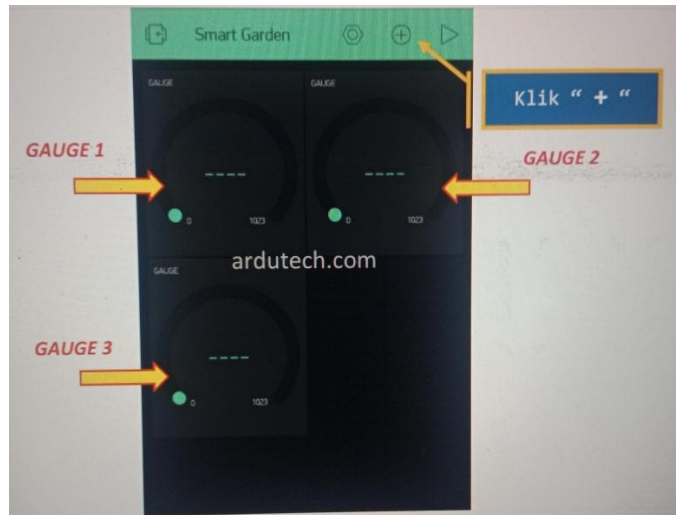 Smart Garden
Klik “ + “
GAUGE
GAUGE
GAUGE 1
GAUGE 2
----
----
0
1023
0
1023
ardutech.com
GAUGE
GAUGE 3
----
0
1023